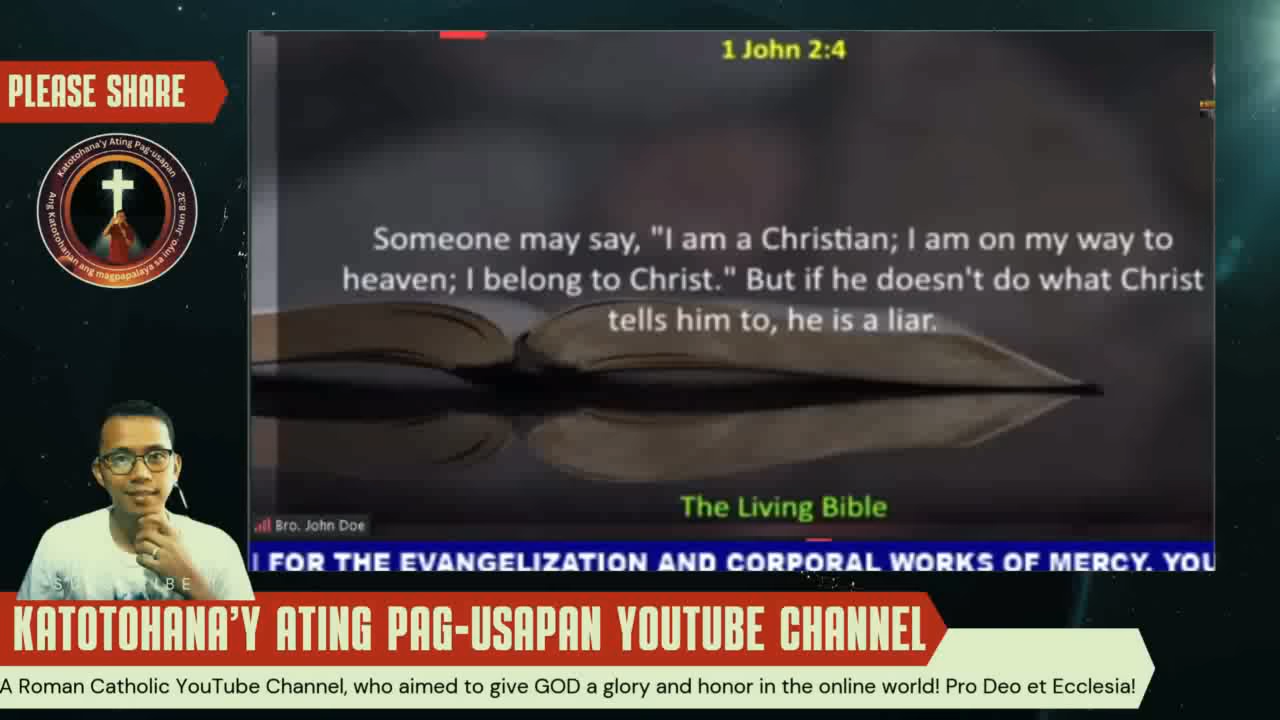 1 John 2:4
PLEASE SHARE
Katotohana'y Ating Pag-usapan
Ang Katotohanan ang magpapalaya sa inyo. Juan 8:32
Someone may say, "I am a Christian; I am on my way to
heaven; I belong to Christ." But if he doesn't do what Christ
tells him to, he is a liar.
The Living Bible
Bro. John Doe
FOR THE EVANGELIZATION AND CORPORAL WORKS OF MERCY. YOU
KATOTOHANA'Y ATING PAG-USAPAN YOUTUBE CHANNEL
A Roman Catholic YouTube Channel, who aimed to give GOD a glory and honor in the online world! Pro Deo et Ecclesia!